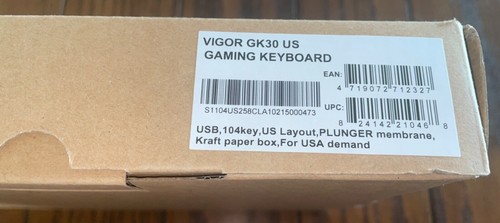 VIGOR GK30 US
GAMING KEYBOARD
EAN:
4 719072 712327
S1104US258CLA10215000473
UPC:
8 24142 21046 8
USB,104key,US Layout,PLUNGER membrane,
Kraft paper box,For USA demand